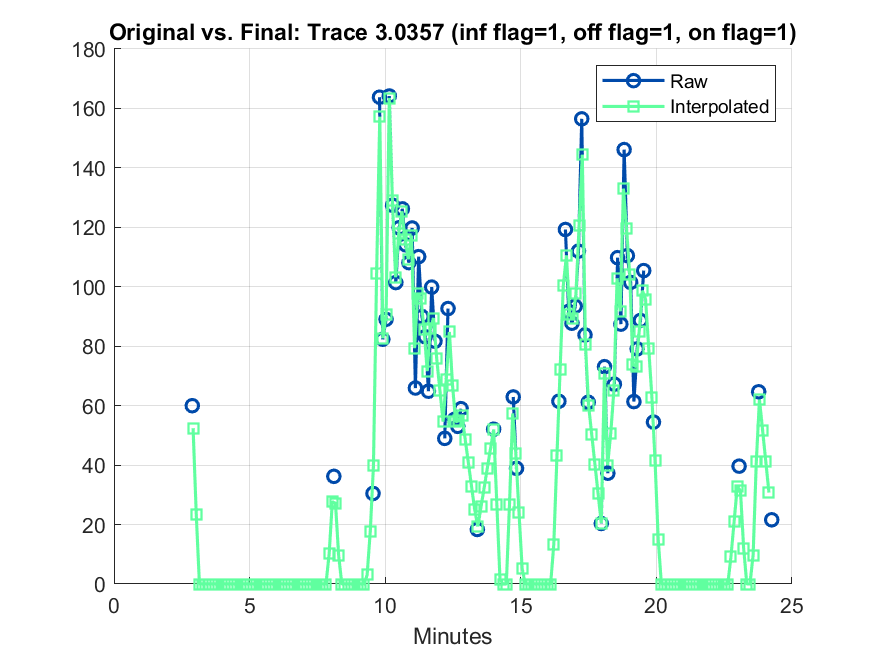 Original vs. Final: Trace 3.0357 (inf flag=1, off flag=1, on flag=1)
180
160
140
120
100
80
60
40
20
0
Raw
Interpolated
0 5 10 15 20 25
Minutes